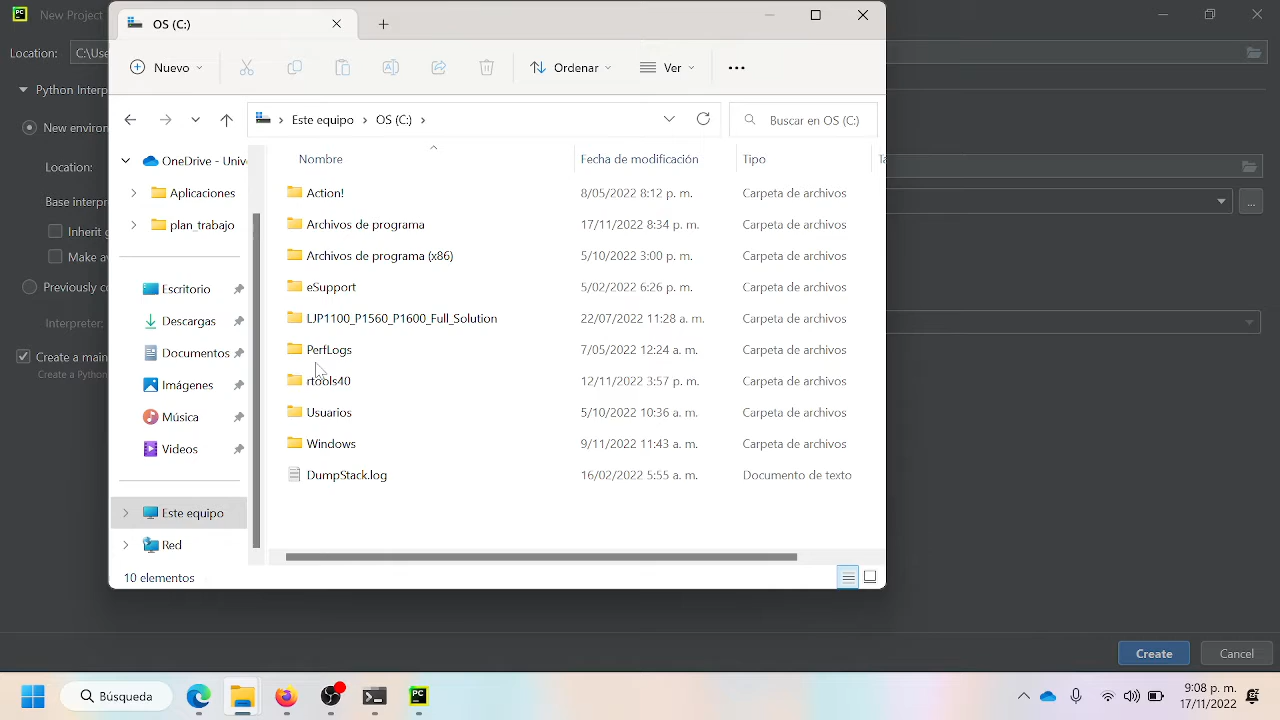 New Project
OS (C:)
Location: C:\Use
Nuevo
Ordenar
Ver
Python Interp
Este equipo
OS (C:)
Buscar en OS (C:)
New environ
OneDrive - Univ
Nombre
Fecha de modificación
Tipo
Location:
Aplicaciones
Action!
8/05/2022 8:12 p. m.
Carpeta de archivos
Base interpr
plan_trabajo
Archivos de programa
17/11/2022 8:34 p. m.
Carpeta de archivos
...
Inherit g
Make av
Archivos de programa (x86)
5/10/2022 3:00 p. m.
Carpeta de archivos
Previously co
Escritorio
eSupport
5/02/2022 6:26 p. m.
Carpeta de archivos
Interpreter:
Descargas
LJP1100_P1560_P1600_Full_Solution
22/07/2022 11:28 a. m.
Carpeta de archivos
Create a main
Documentos
PerfLogs
7/05/2022 12:24 a. m.
Carpeta de archivos
Create a Python
Imágenes
rtools40
12/11/2022 3:57 p. m.
Carpeta de archivos
Música
Usuarios
5/10/2022 10:36 a. m.
Carpeta de archivos
Videos
Windows
9/11/2022 11:43 a. m.
Carpeta de archivos
DumpStack.log
16/02/2022 5:55 a. m.
Documento de texto
Este equipo
Red
10 elementos
Create
Cancel
Búsqueda
9:08 p. m.
17/11/2022